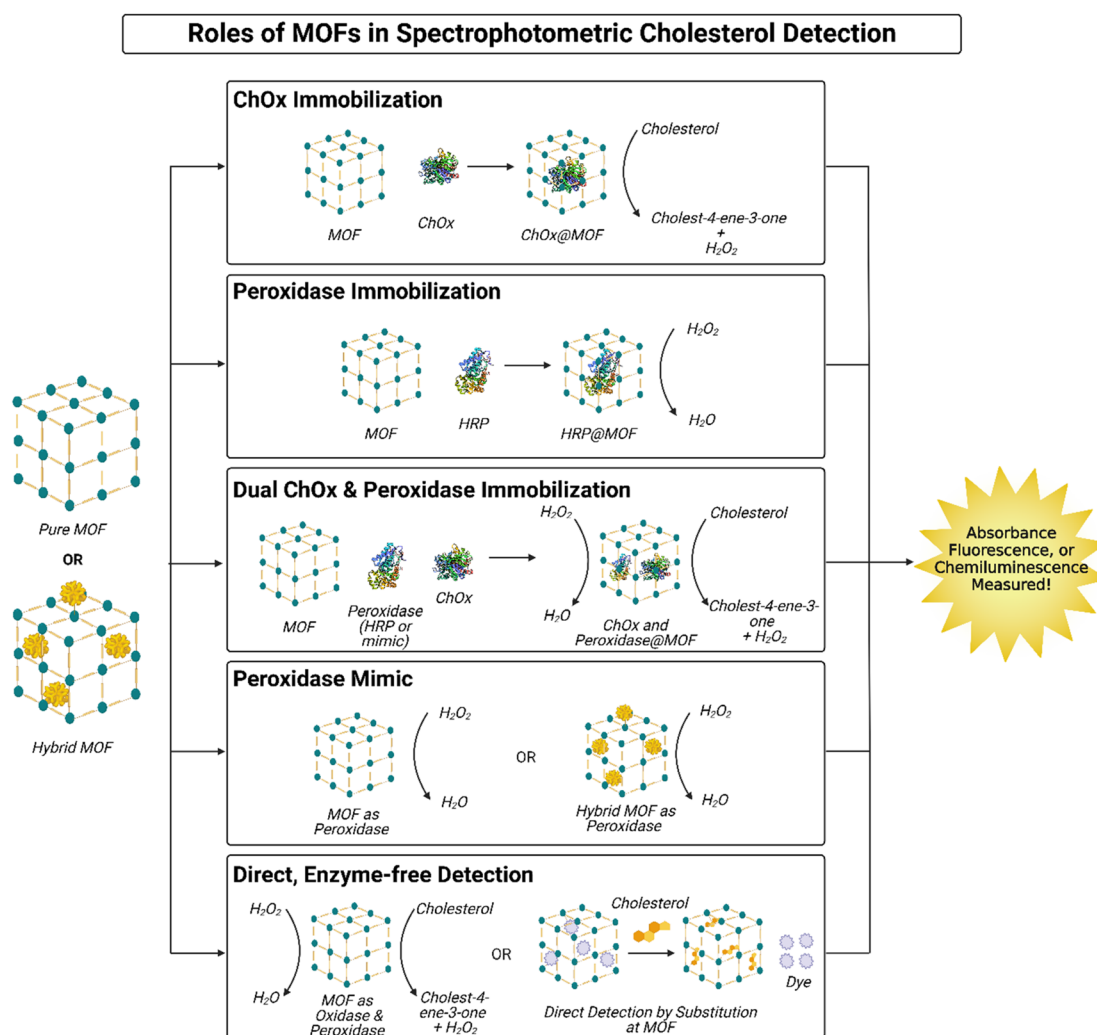 Roles of MOFs in Spectrophotometric Cholesterol Detection
Pure MOF
OR
Hybrid MOF
ChOx Immobilization
MOF
ChOx
ChOx@MOF
Cholesterol
Cholest-4-ene-3-one
+
H₂O₂
Peroxidase Immobilization
MOF
HRP
HRP@MOF
H₂O₂
H₂O
Dual ChOx & Peroxidase Immobilization
MOF
Peroxidase
(HRP or
mimic)
ChOx
H₂O₂
H₂O
ChOx and
Peroxidase@MOF
Cholesterol
Cholest-4-ene-3-
one
+ H₂O₂
Peroxidase Mimic
MOF as
Peroxidase
H₂O₂
H₂O
OR
Hybrid MOF as
Peroxidase
H₂O₂
H₂O
Direct, Enzyme-free Detection
H₂O₂
H₂O
MOF as
Oxidase &
Peroxidase
Cholesterol
Cholest-4-
ene-3-one
+ H₂O₂
OR
Cholesterol
Direct Detection by Substitution
at MOF
Dye
Absorbance
Fluorescence, or
Chemiluminescence
Measured!